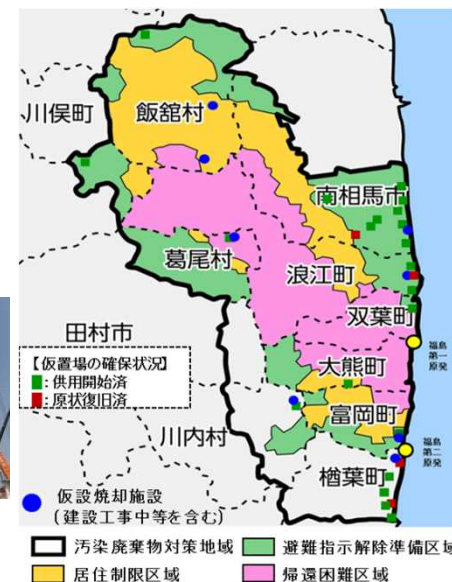 川俣町
飯舘村
南相馬市
葛尾村
浪江町
双葉町
福島
第一
原発
田村市
大熊町
【仮置場の確保状況】
:供用開始済
:原状復旧済
富岡町
川内村
福島
第二
原発
楢葉町
仮設焼却施設
(建設工事中等を含む)
汚染廃棄物対策地域
避難指示解除準備区域
居住制限区域
帰還困難区域